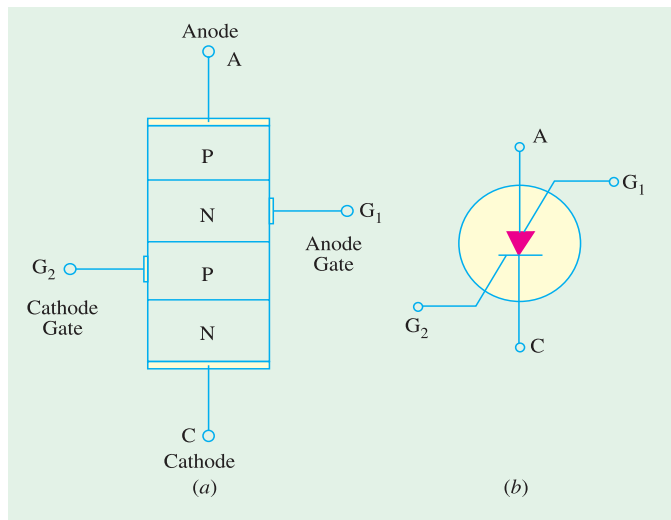 Anode
A
P
N
G₁
Anode
Gate
P
G₂
Cathode
Gate
N
C
Cathode
(a)
A
G₁
G₂
C
(b)